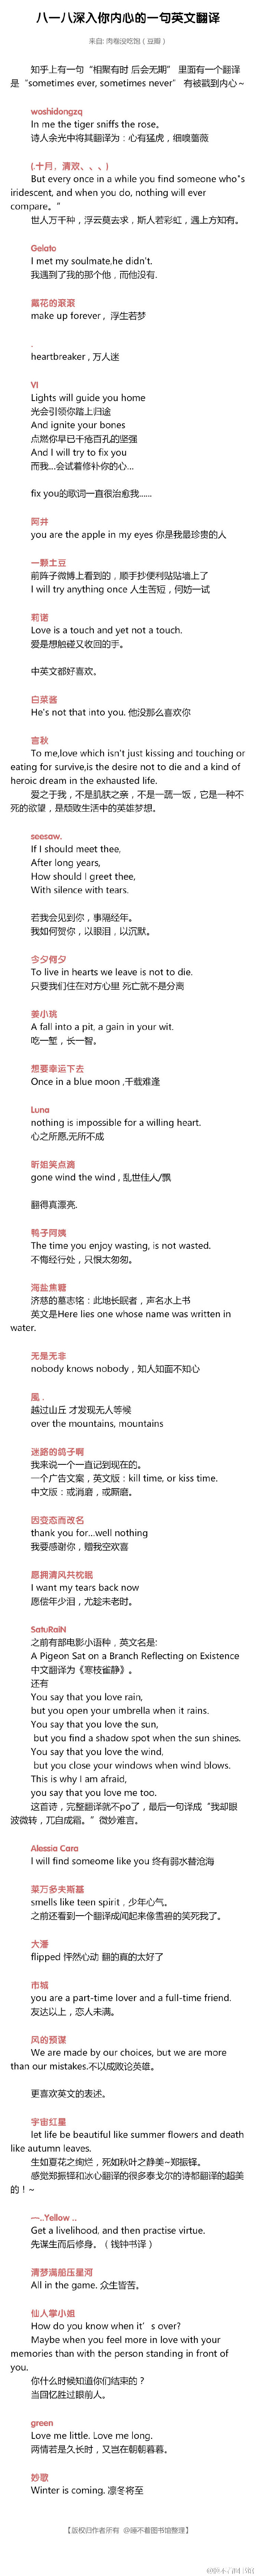 八一八深入你内心的一句英文翻译
来自: 肉卷没吃饱（豆瓣）
知乎上有一句“相聚有时 后会无期” 里面有一个翻译
是“sometimes ever, sometimes never” 有被戳到内心～
woshidongzq
In me the tiger sniffs the rose。
诗人余光中将其翻译为：心有猛虎，细嗅蔷薇
(.十月，清欢、、、)
But every once in a while you find someone who"s
iridescent, and when you do, nothing will ever
compare。”
世人万千种，浮云莫去求，斯人若彩虹，遇上方知有。
Gelato
I met my soulmate,he didn't.
我遇到了我的那个他，而他没有.
戴花的滚滚
make up forever，浮生若梦
.
heartbreaker , 万人迷
VI
Lights will guide you home
光会引领你踏上归途
And ignite your bones
点燃你早已千疮百孔的坚强
And I will try to fix you
而我...会试着修补你的心...
fix you的歌词一直很治愈我......
阿井
you are the apple in my eyes 你是我最珍贵的人
一颗土豆
前阵子微博上看到的，顺手抄便利贴贴墙上了
I will try anything once 人生苦短，何妨一试
莉诺
Love is a touch and yet not a touch.
爱是想触碰又收回的手。
中英文都好喜欢。
白菜酱
He's not that into you. 他没那么喜欢你
言秋
To me,love which isn't just kissing and touching or
eating for survive,is the desire not to die and a kind of
heroic dream in the exhausted life.
爱之于我，不是肌肤之亲，不是一蔬一饭，它是一种不
死的欲望，是颓败生活中的英雄梦想。
seesaw.
If I should meet thee,
After long years,
How should I greet thee,
With silence with tears.
若我会见到你，事隔经年。
我如何贺你，以眼泪，以沉默。
今夕何夕
To live in hearts we leave is not to die.
只要我们住在对方心里 死亡就不是分离
姜小琉
A fall into a pit, a gain in your wit.
吃一堑，长一智。
想要幸运下去
Once in a blue moon ,千载难逢
Luna
nothing is impossible for a willing heart.
心之所愿,无所不成
昕姐笑点滴
gone wind the wind , 乱世佳人/飘
翻得真漂亮.
鸭子阿姨
The time you enjoy wasting, is not wasted.
不悔经行处，只恨太匆匆。
海盐焦糖
济慈的墓志铭：此地长眠者，声名水上书
英文是Here lies one whose name was written in
water.
无是无非
nobody knows nobody，知人知面不知心
風 .
越过山丘 才发现无人等候
over the mountains, mountains
迷路的鸽子啊
我来说一个一直记到现在的。
一个广告文案，英文版：kill time, or kiss time.
中文版：或消磨，或厮磨。
因变态而改名
thank you for...well nothing
我要感谢你，赠我空欢喜
愿拥清风共枕眠
I want my tears back now
愿偿年少泪，尤趁未老时。
SatuRaiN
之前有部电影小语种，英文名是:
A Pigeon Sat on a Branch Reflecting on Existence
中文翻译为《寒枝雀静》。
还有
You say that you love rain,
but you open your umbrella when it rains.
You say that you love the sun,
but you find a shadow spot when the sun shines.
You say that you love the wind,
but you close your windows when wind blows.
This is why I am afraid,
you say that you love me too.
这首诗，完整翻译就不po了，最后一句译成“我却眼
波微转，兀自成霜。”微妙难言。
Alessia Cara
I will find someome like you 终有弱水替沧海
莱万多夫斯基
smells like teen spirit，少年心气。
之前还看到一个翻译成闻起来像雪碧的笑死我了。
大潘
flipped 怦然心动 翻的真的太好了
市城
you are a part-time lover and a full-time friend.
友达以上，恋人未满。
风的预谋
We are made by our choices, but we are more
than our mistakes.不以成败论英雄。
更喜欢英文的表述。
宇宙红星
let life be beautiful like summer flowers and death
like autumn leaves.
生如夏花之绚烂，死如秋叶之静美~郑振铎。
感觉郑振铎和冰心翻译的很多泰戈尔的诗都翻译的超美
的！~
一..Yellow ..
Get a livelihood, and then practise virtue.
先谋生而后修身。（钱钟书译）
清梦满船压星河
All in the game. 众生皆苦。
仙人掌小姐
How do you know when it’s over?
Maybe when you feel more in love with your
memories than with the person standing in front of
you.
你什么时候知道你们结束的？
当回忆胜过眼前人。
green
Love me little. Love me long.
两情若是久长时，又岂在朝朝暮暮。
妙歌
Winter is coming. 凛冬将至
【版权归作者所有 @睡不着图书馆整理】